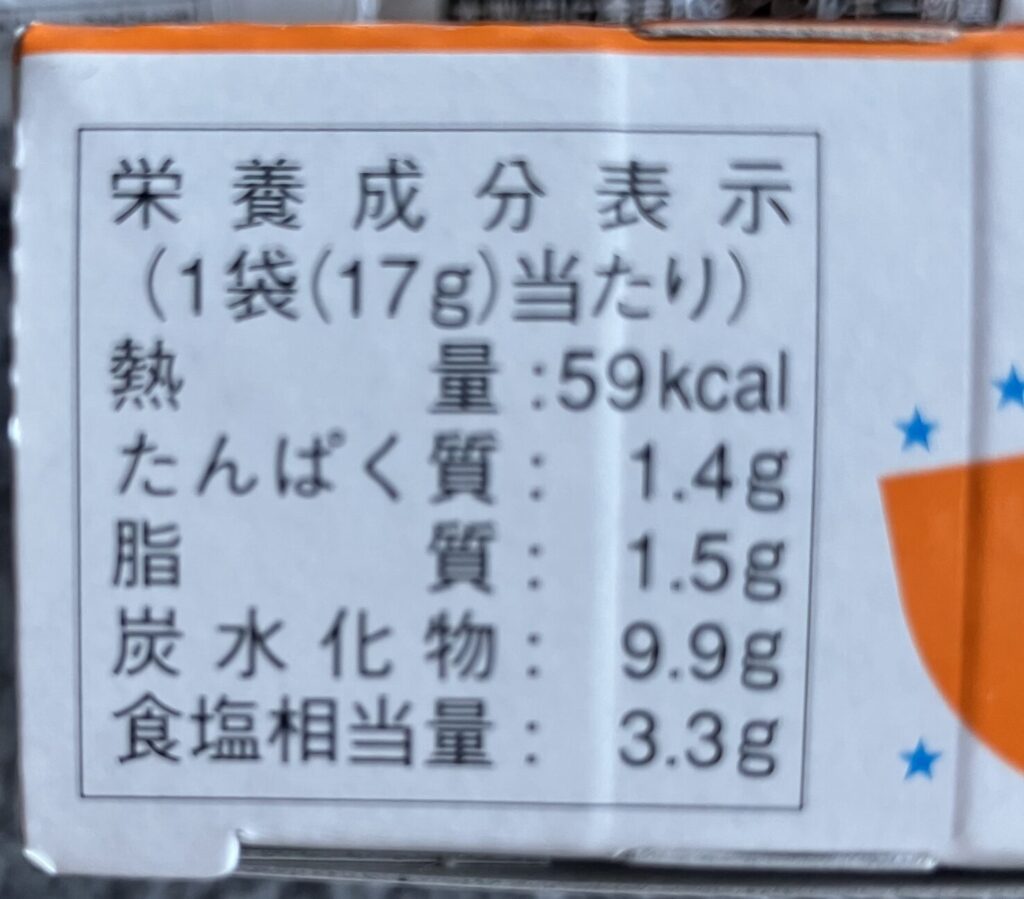 栄養成分表示
(1袋(17g)当たり)
熱量:59kcal
たんぱく質: 1.4g
脂質: 1.5g
炭水化物: 9.9g
食塩相当量: 3.3g